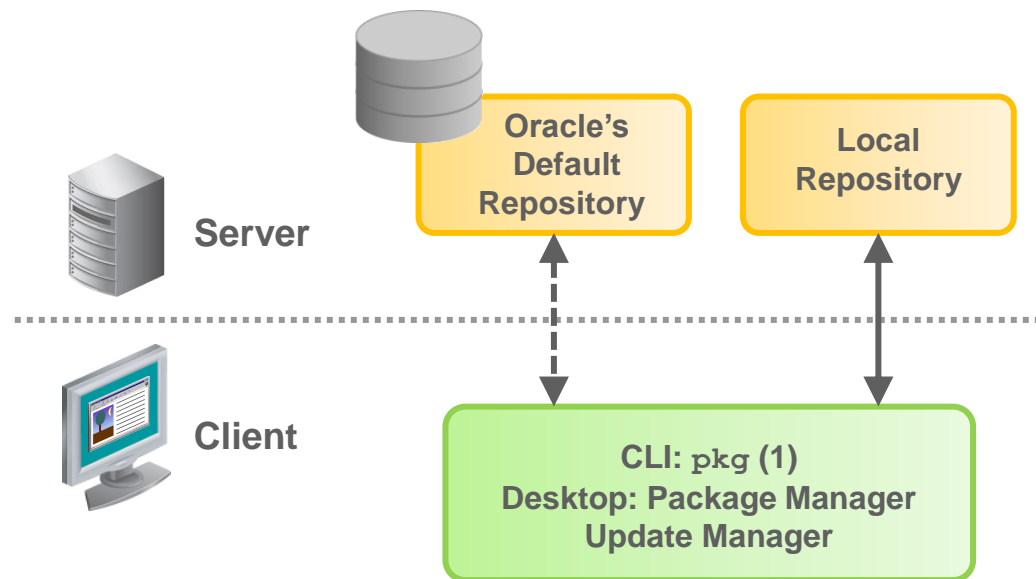 Oracle’s
Default
Repository
Local
Repository
Server
Client
CLI: pkg (1)
Desktop: Package Manager
Update Manager